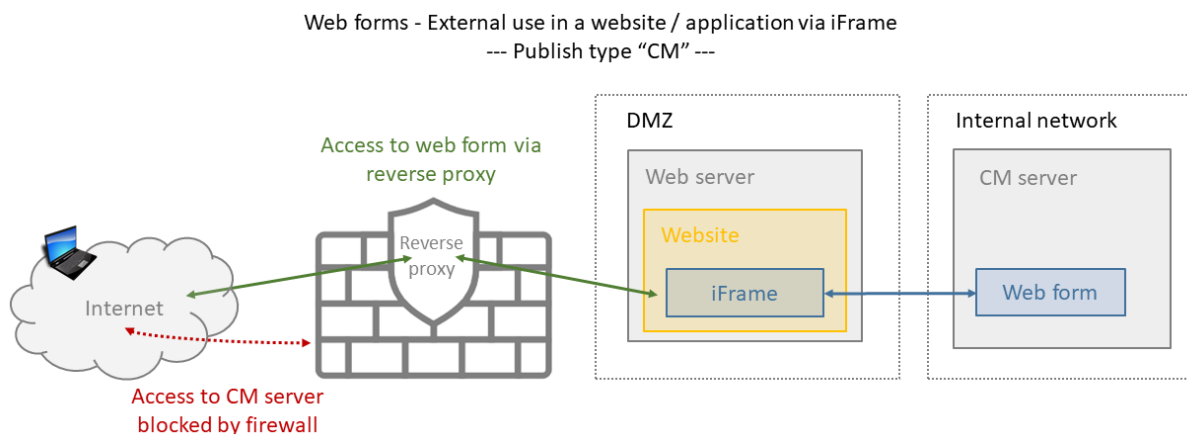 Web forms - External use in a website / application via iFrame
--- Publish type “CM” ---
DMZ
Internal network
Access to web form via
reverse proxy
Web server
CM server
Website
Reverse
proxy
iFrame
Web form
Internet
Access to CM server
blocked by firewall